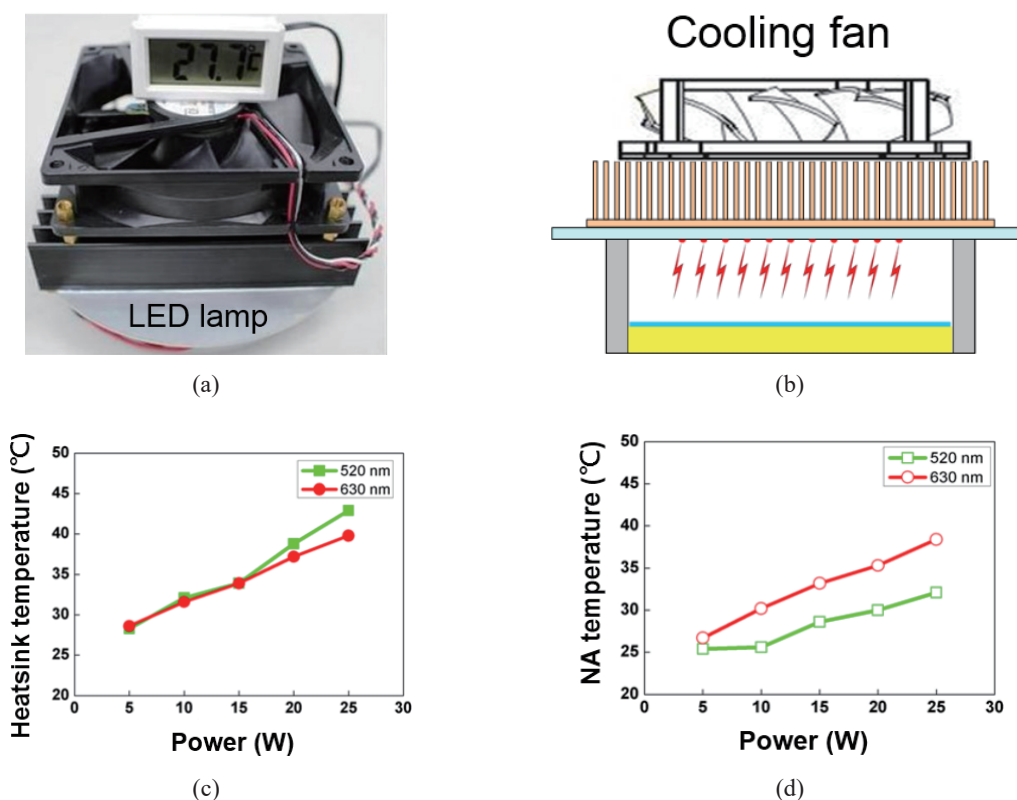 27.7°C
LED lamp
(a)
Cooling fan
(b)
Heatsink temperature (℃)
50
45
40
35
30
25
20
520 nm
630 nm
0
5
10
15
20
25
30
Power (W)
(c)
NA temperature (℃)
50
45
40
35
30
25
20
520 nm
630 nm
0
5
10
15
20
25
30
Power (W)
(d)